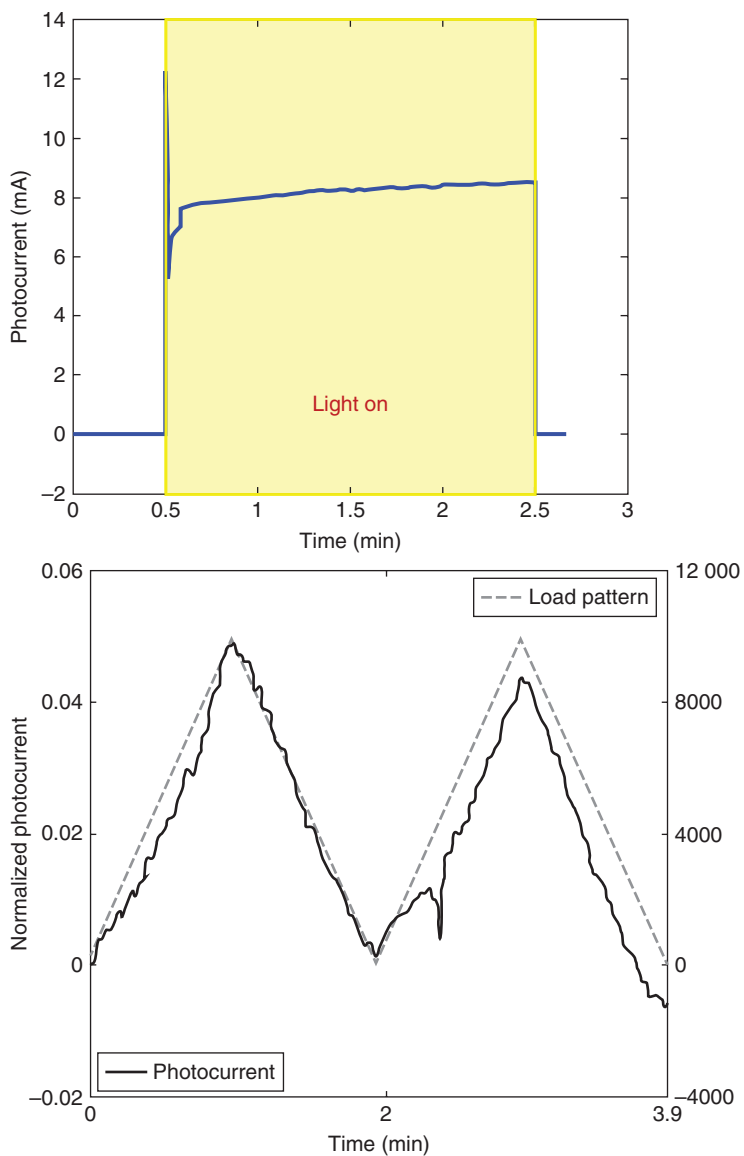 14
12
10
8
6
4
2
0
–2
Photocurrent (mA)
Light on
0 0.5 1 1.5 2 2.5 3
Time (min)
0.06
0.04
0.02
0
–0.02
Normalized photocurrent
12 000
8000
4000
0
–4000
Load pattern
Photocurrent
0 2 3.9
Time (min)